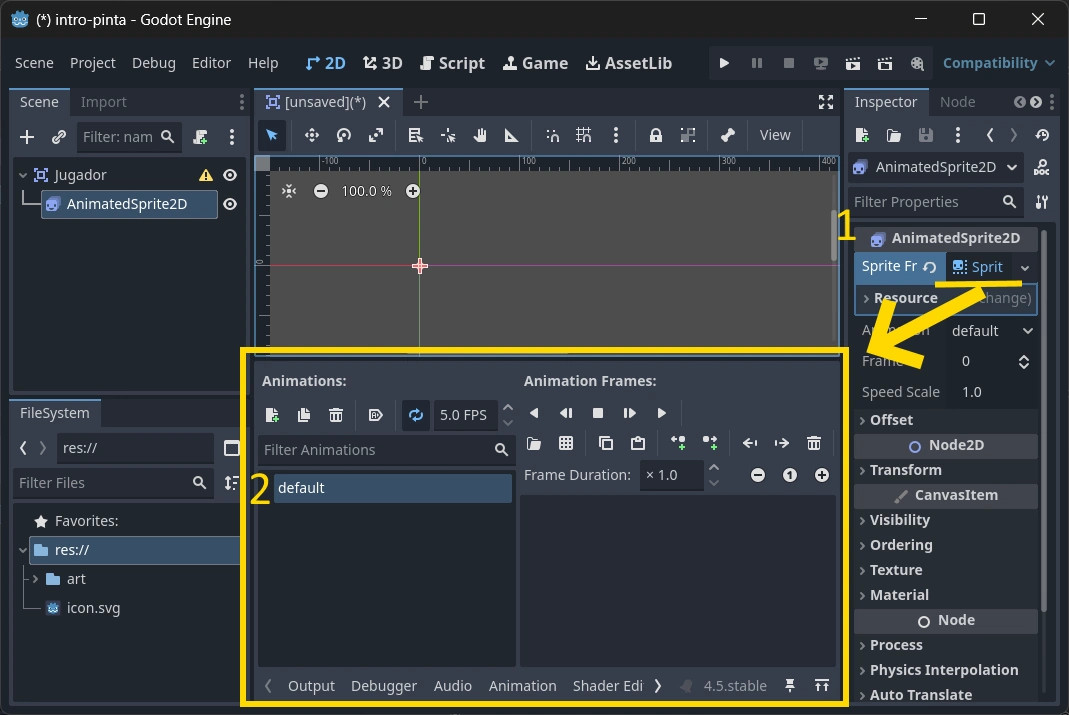 (*) intro-pinta - Godot Engine
Scene Project Debug Editor Help 2D 3D Script Game AssetLib Compatibility
Scene Import
[unsaved](*)
Inspector Node
Filter: nam
View
AnimatedSprite2D
Jugador
AnimatedSprite2D
-100 0 100 200 300 400
100.0 %
0
Filter Properties
1
AnimatedSprite2D
Sprite Fr Sprit
Resource change)
default
Frame 0
Speed Scale 1.0
Offset
Node2D
Transform
CanvasItem
Visibility
Ordering
Texture
Material
Node
Process
Physics Interpolation
Auto Translate
FileSystem
res://
Filter Files
Favorites:
res://
art
icon.svg
Animations:
5.0 FPS
Filter Animations
2
default
Animation Frames:
Frame Duration: × 1.0
1
Output Debugger Audio Animation Shader Edi 4.5.stable